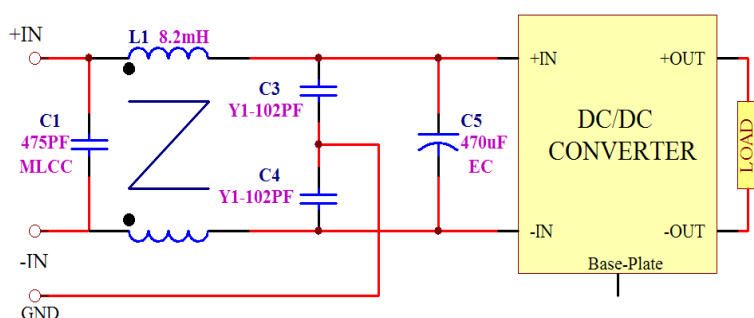 +IN
L1 8.2mH
C1
475PF
MLCC
C3
Y1-102PF
C4
Y1-102PF
C5
470uF
EC
-IN
GND
+IN
+OUT
DC/DC
CONVERTER
-IN
-OUT
Base-Plate
LOAD